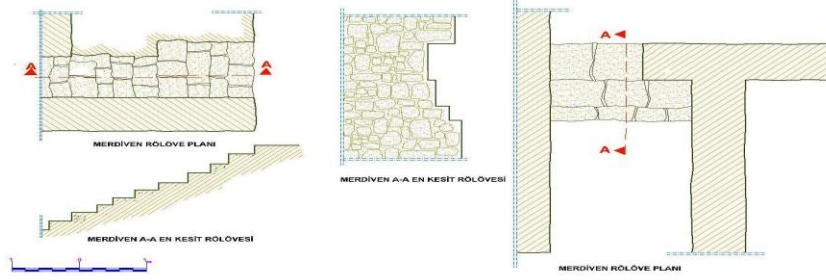 A
A
MERDİVEN RÖLÖVE PLANI
MERDİVEN A-A EN KESİT RÖLÖVESİ
MERDİVEN A-A EN KESİT RÖLÖVESİ
A
A
MERDİVEN RÖLÖVE PLANI